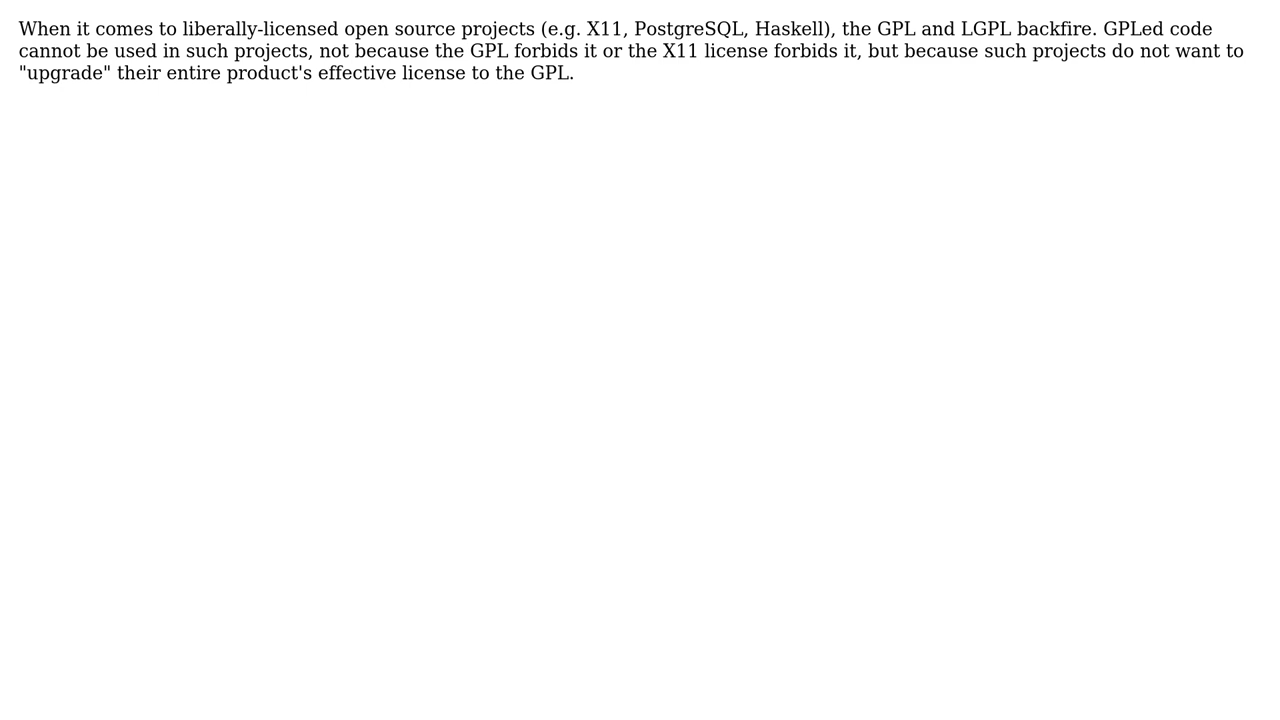 When it comes to liberally-licensed open source projects (e.g. X11, PostgreSQL, Haskell), the GPL and LGPL backfire. GPLed code
cannot be used in such projects, not because the GPL forbids it or the X11 license forbids it, but because such projects do not want to
"upgrade" their entire product's effective license to the GPL.